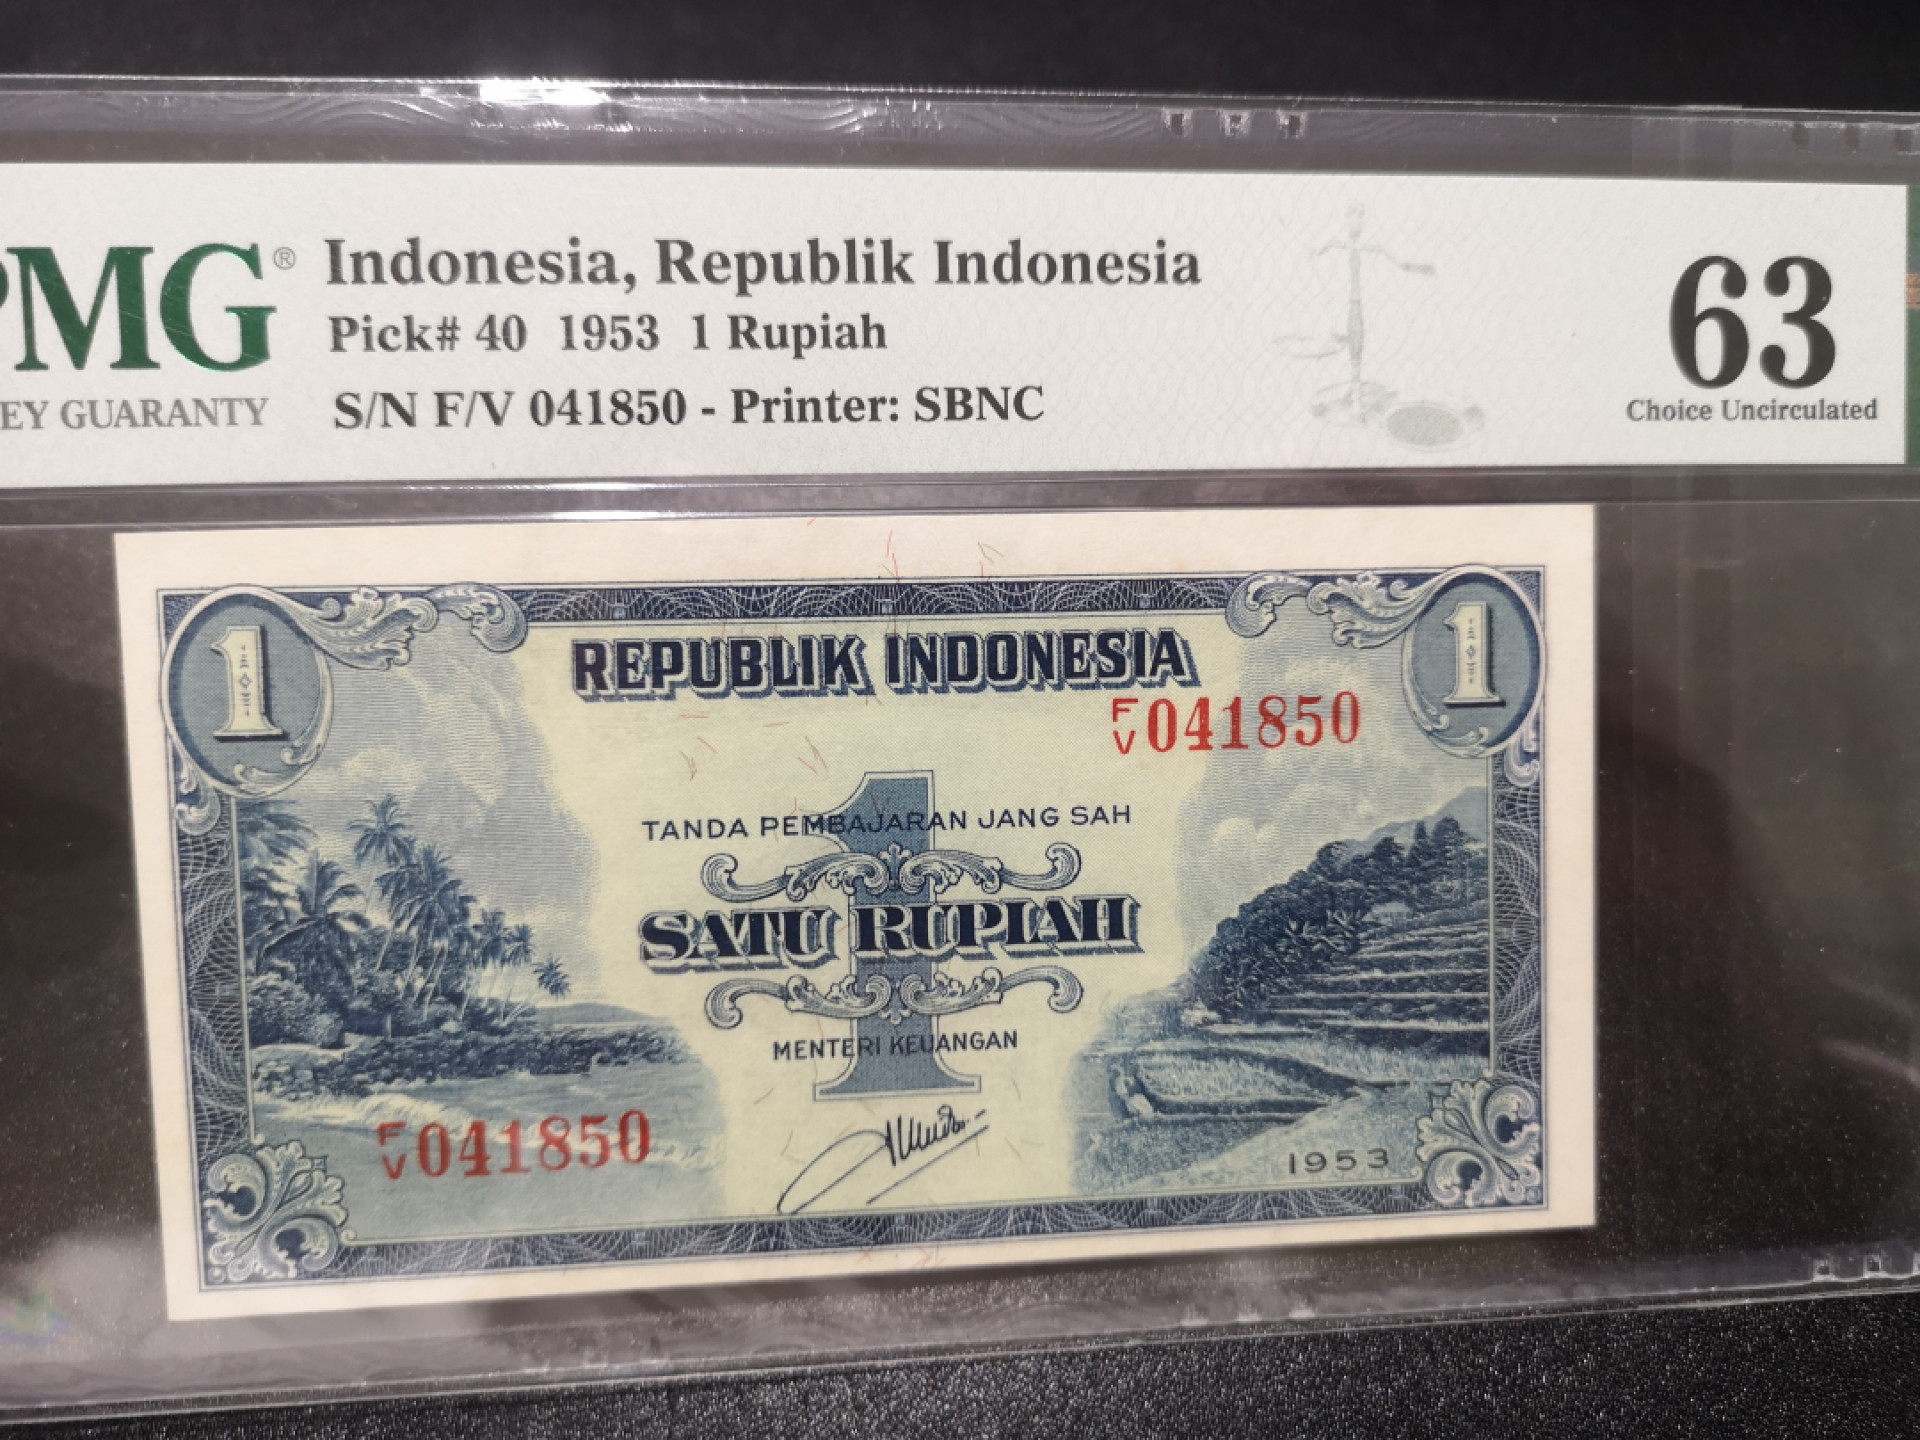 PMG®
EY GUARANTY
Indonesia, Republik Indonesia
Pick# 40 1953 1 Rupiah
S/N F/V 041850 - Printer: SBNC
63
Choice Uncirculated
1
1
REPUBLIK INDONESIA
F/V 041850
TANDA PEMBAJARAN JANG SAH
1
SATU RUPIAH
MENTERI KEUANGAN
F/V 041850
1953